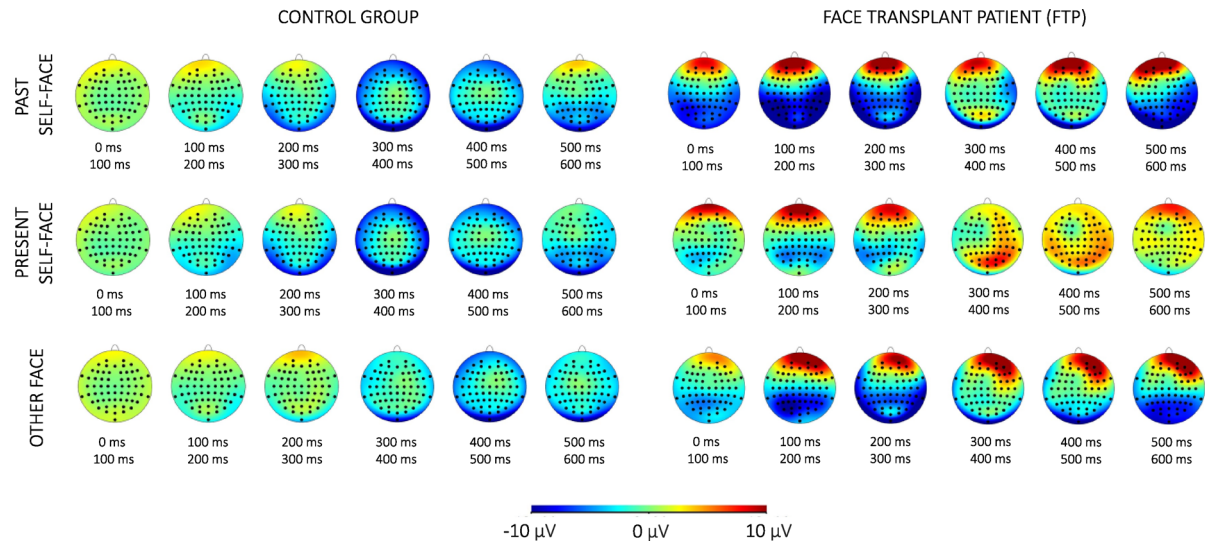 CONTROL GROUP
FACE TRANSPLANT PATIENT (FTP)
PAST
SELF-FACE
0 ms 100 ms 200 ms 300 ms 400 ms 500 ms
100 ms 200 ms 300 ms 400 ms 500 ms 600 ms
0 ms 100 ms 200 ms 300 ms 400 ms 500 ms
100 ms 200 ms 300 ms 400 ms 500 ms 600 ms
PRESENT
SELF-FACE
0 ms 100 ms 200 ms 300 ms 400 ms 500 ms
100 ms 200 ms 300 ms 400 ms 500 ms 600 ms
0 ms 100 ms 200 ms 300 ms 400 ms 500 ms
100 ms 200 ms 300 ms 400 ms 500 ms 600 ms
OTHER FACE
0 ms 100 ms 200 ms 300 ms 400 ms 500 ms
100 ms 200 ms 300 ms 400 ms 500 ms 600 ms
0 ms 100 ms 200 ms 300 ms 400 ms 500 ms
100 ms 200 ms 300 ms 400 ms 500 ms 600 ms
-10 µV 0 µV 10 µV